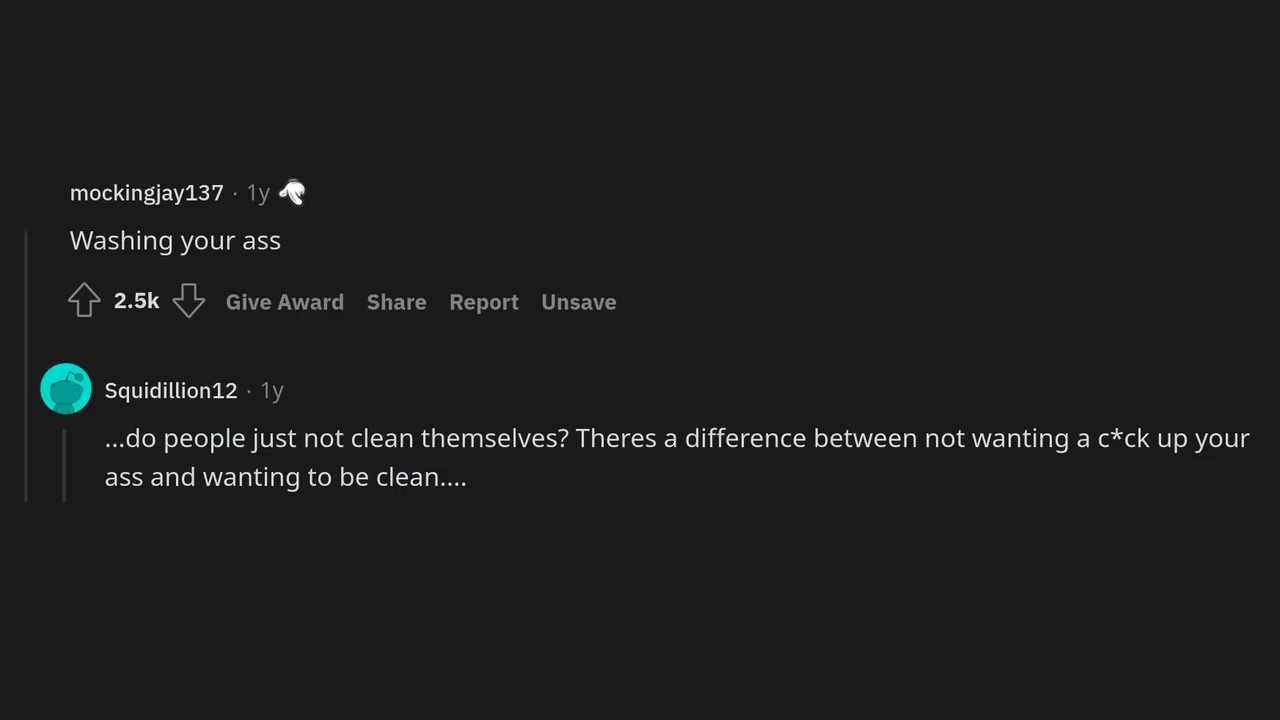 mockingjay137 · 1y
Washing your ass
2.5k Give Award Share Report Unsave
Squidillion12 · 1y
...do people just not clean themselves? Theres a difference between not wanting a c*ck up your
ass and wanting to be clean....